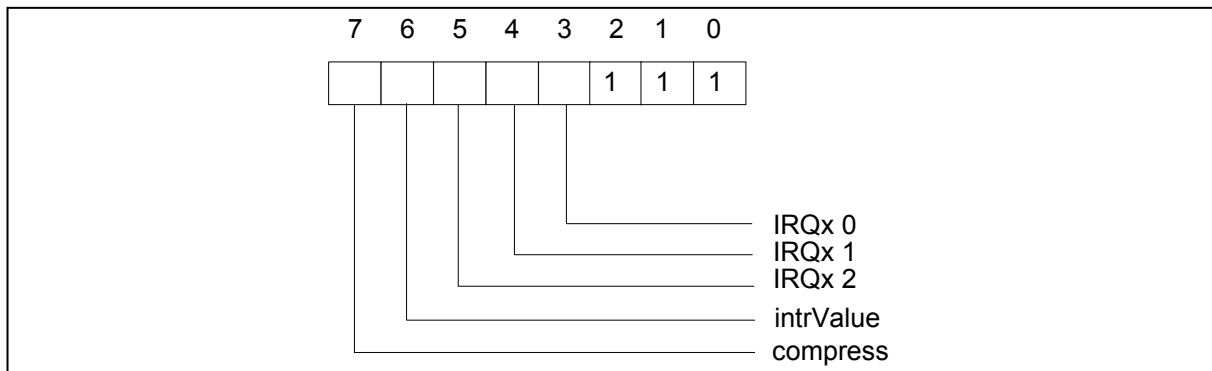 7 6 5 4 3 2 1 0
1 1 1
IRQx 0
IRQx 1
IRQx 2
intrValue
compress